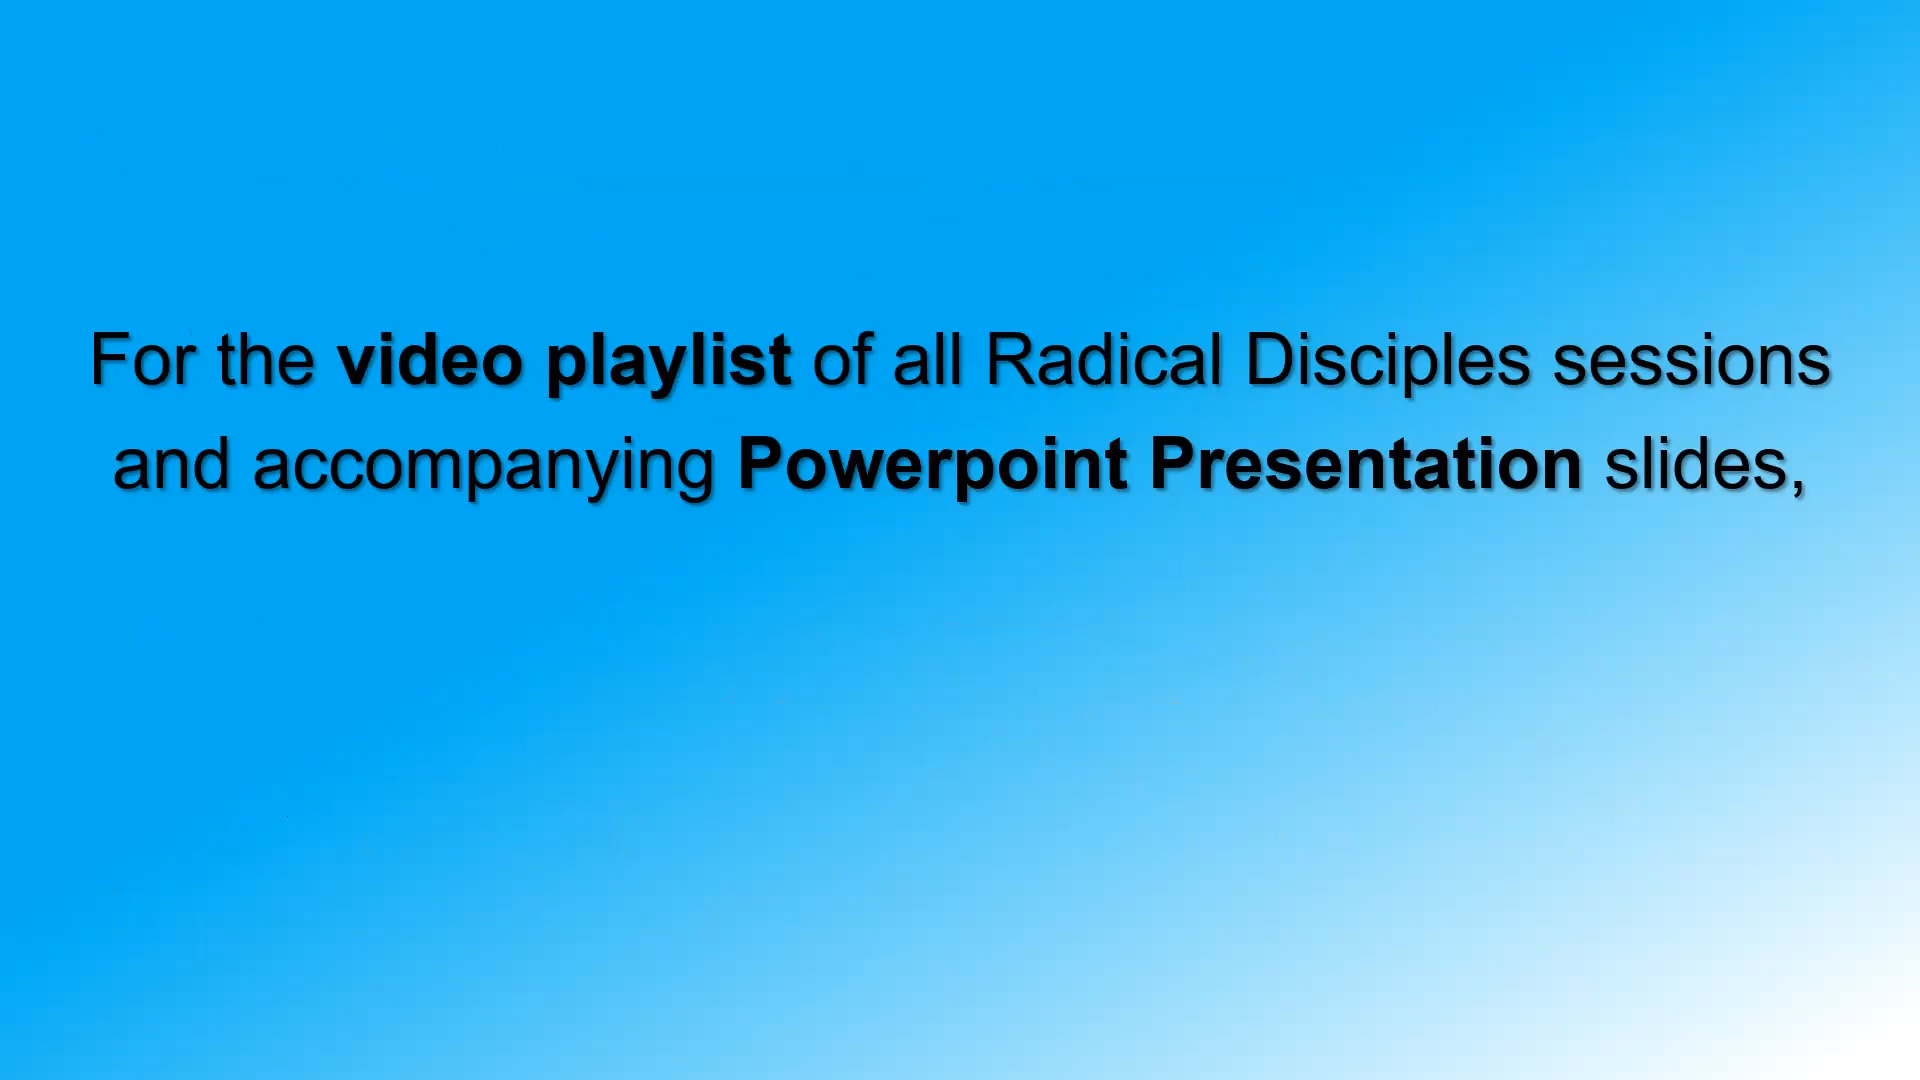 For the video playlist of all Radical Disciples sessions
and accompanying Powerpoint Presentation slides,